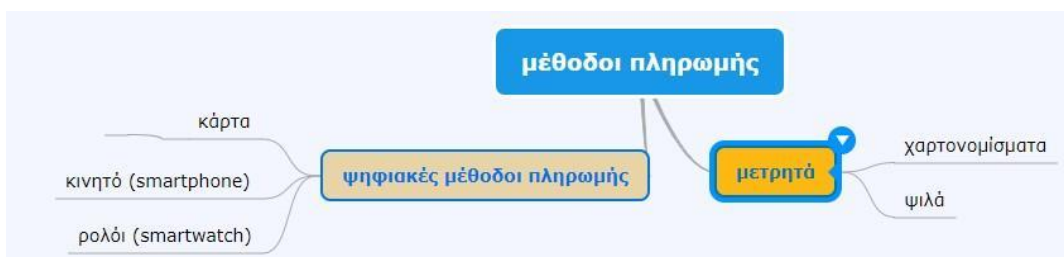 μέθοδοι πληρωμής
κάρτα
κινητό (smartphone)
ρολόι (smartwatch)
ψηφιακές μέθοδοι πληρωμής
μετρητά
χαρτονομίσματα
ψιλά